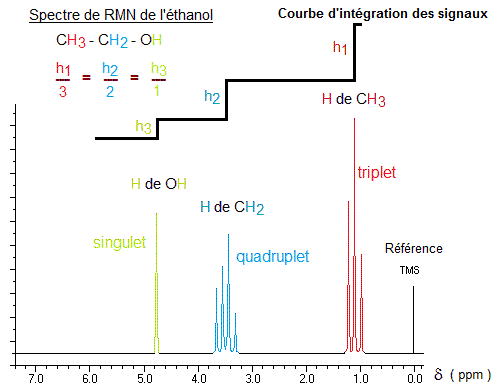 Spectre de RMN de l'éthanol
Courbe d'intégration des signaux
CH3 - CH2 - OH
h1 = h2 = h3
3 2 1
h1
h2
h3
H de CH3
H de OH
H de CH2
triplet
singulet
quadruplet
Référence
TMS
7.0 6.0 5.0 4.0 3.0 2.0 1.0 0.0 δ ( ppm )